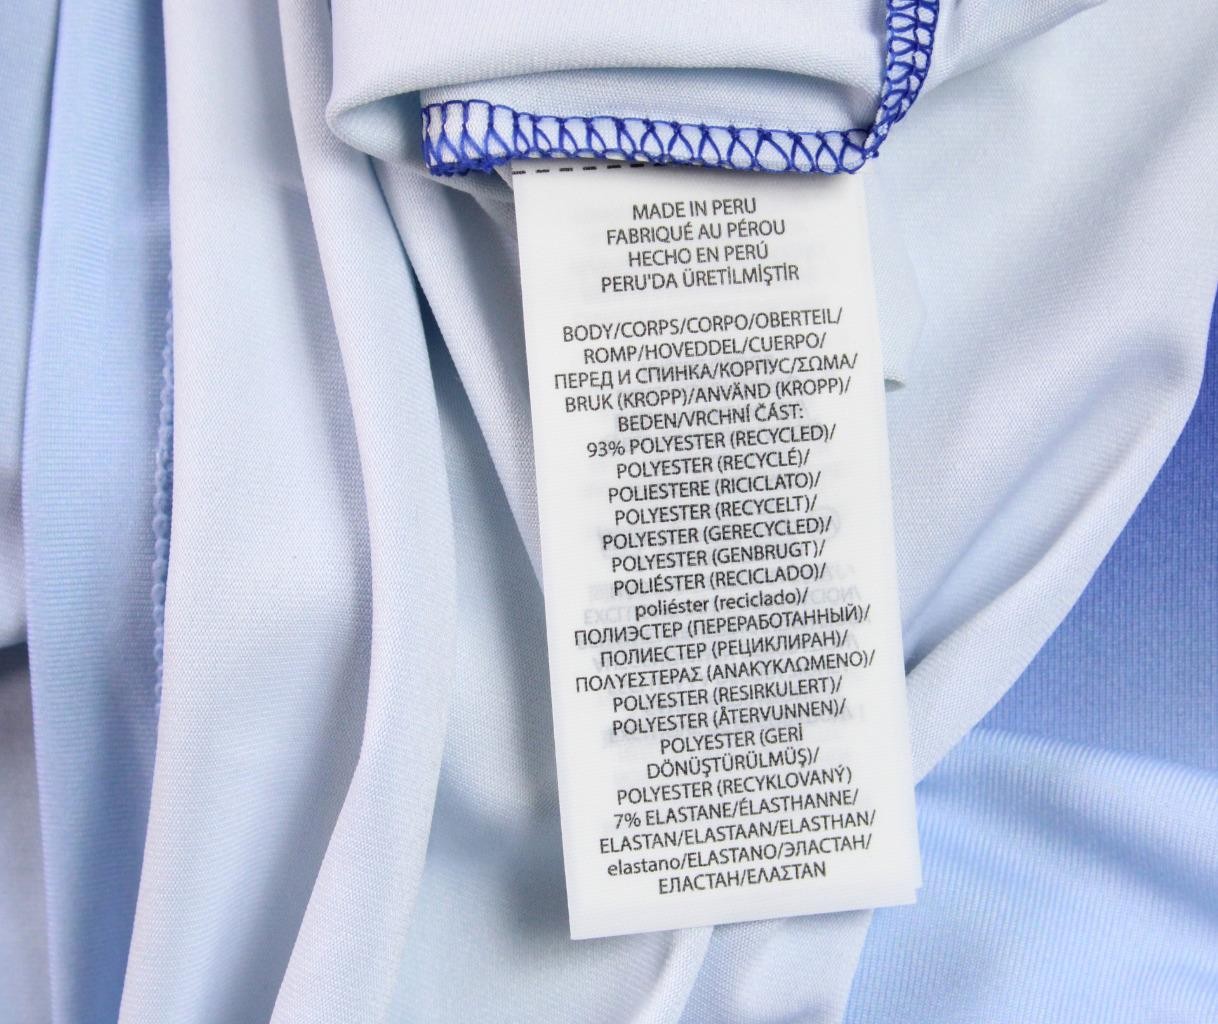 MADE IN PERU
FABRIQUÉ AU PÉROU
HECHO EN PERÚ
PERU'DA ÜRETİLMİŞTİR
BODY/CORPS/CORPO/OBERTEIL/
ROMP/HOVEDDEL/CUERPO/
ПЕРЕД И СПИНКА/КОРПУС/ΣΩΜΑ/
BRUK (KROPP)/ANVÄND (KROPP)/
BEDEN/VRCHNÍ ČÁST:
93% POLYESTER (RECYCLED)/
POLYESTER (RECYCLÉ)/
POLIESTERE (RICICLATO)/
POLYESTER (RECYCELT)/
POLYESTER (GERECYCLED)/
POLYESTER (GENBRUGT)/
POLIÉSTER (RECICLADO)/
poliéster (reciclado)/
ПОЛИЭСТЕР (ПЕРЕРАБОТАННЫЙ)/
ПОЛИЕСТЕР (РЕЦИКЛИРАН)/
ΠΟΛΥΕΣΤΕΡΑΣ (ΑΝΑΚΥΚΛΩΜΕΝΟ)/
POLYESTER (RESIRKULERT)/
POLYESTER (ÅTERVUNNEN)/
POLYESTER (GERİ
DÖNÜŞTÜRÜLMÜŞ)/
POLYESTER (RECYKLOVANÝ)
7% ELASTANE/ÉLASTHANNE/
ELASTAN/ELASTAAN/ELASTHAN/
elastano/ELASTANO/ЭЛАСТАН/
ЕЛАСТАН/ΕΛΑΣΤΑΝ